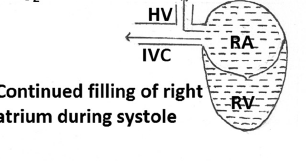 HV
RA
IVC
Continued filling of right
atrium during systole
RV